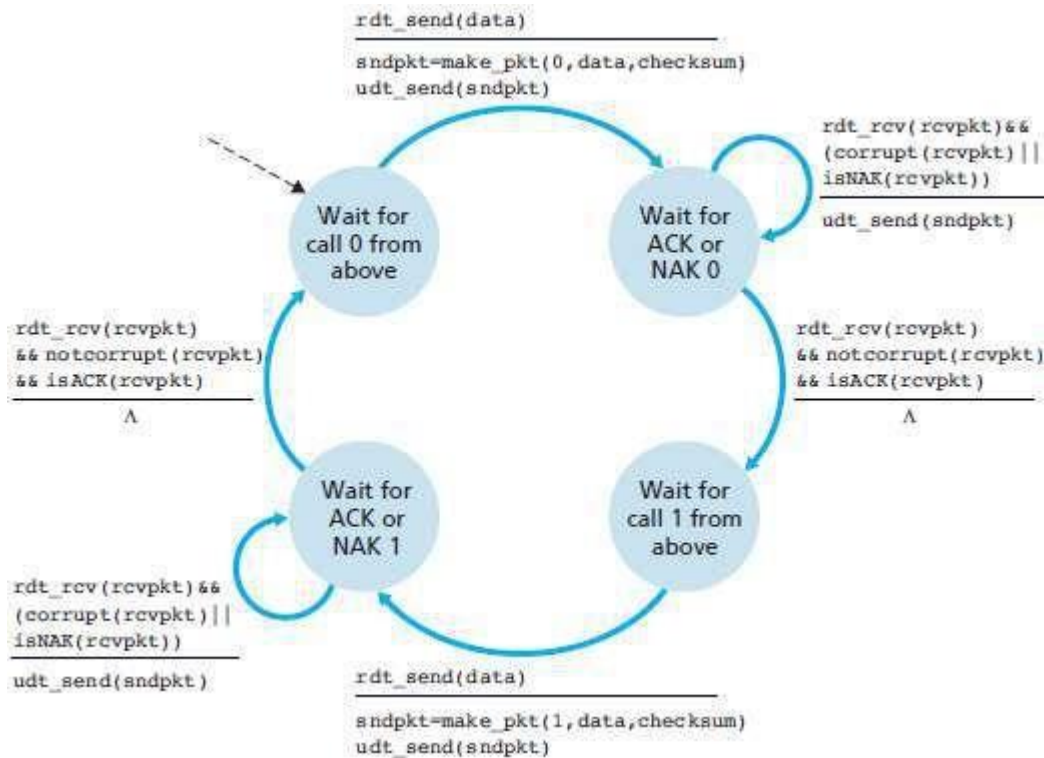 rdt_send(data)
sndpkt=make_pkt(0,data,checksum)
udt_send(sndpkt)
rdt_rcv(rcvpkt)&&
(corrupt(rcvpkt)||
isNAK(rcvpkt))
udt_send(sndpkt)
Wait for
call 0 from
above
Wait for
ACK or
NAK 0
rdt_rcv(rcvpkt)
&& notcorrupt(rcvpkt)
&& isACK(rcvpkt)
Λ
rdt_rcv(rcvpkt)
&& notcorrupt(rcvpkt)
&& isACK(rcvpkt)
Λ
Wait for
ACK or
NAK 1
Wait for
call 1 from
above
rdt_rcv(rcvpkt)&&
(corrupt(rcvpkt)||
isNAK(rcvpkt))
udt_send(sndpkt)
rdt_send(data)
sndpkt=make_pkt(1,data,checksum)
udt_send(sndpkt)